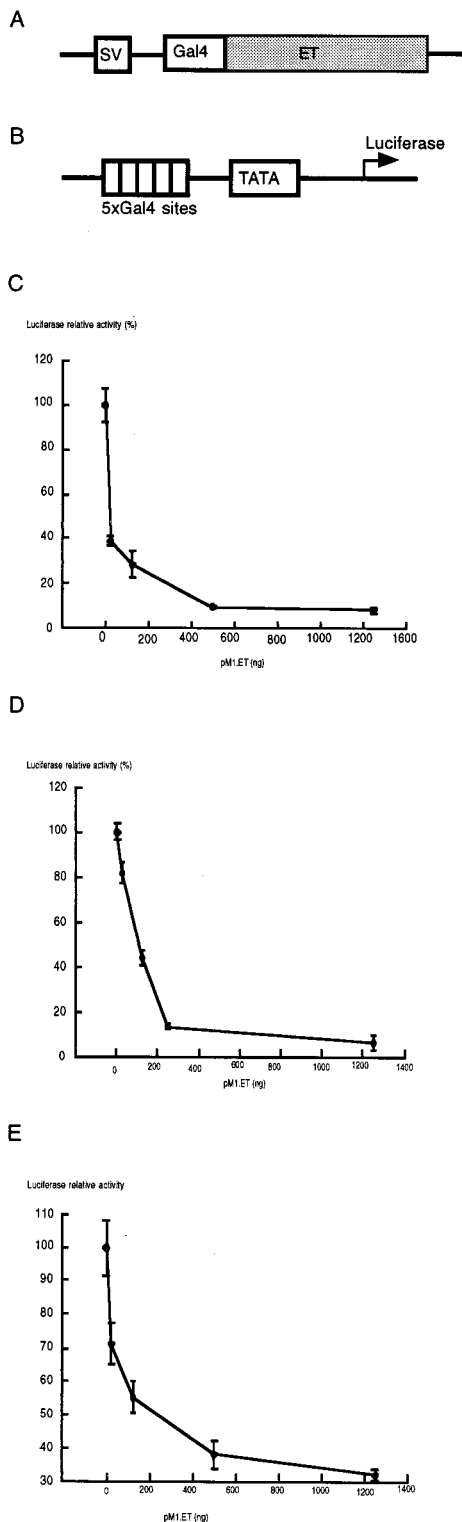 A
SV Gal4 ET
B
Luciferase
TATA
5xGal4 sites
C
Luciferase relative activity (%)
120
100
80
60
40
20
0
0 200 400 600 800 1000 1200 1400 1600
pM1.ET (ng)
D
Luciferase relative activity (%)
120
100
80
60
40
20
0
0 200 400 600 800 1000 1200 1400
pM1.ET (ng)
E
Luciferase relative activity
110
100
90
80
70
60
50
40
30
0 200 400 600 800 1000 1200 1400
pM1.ET (ng)